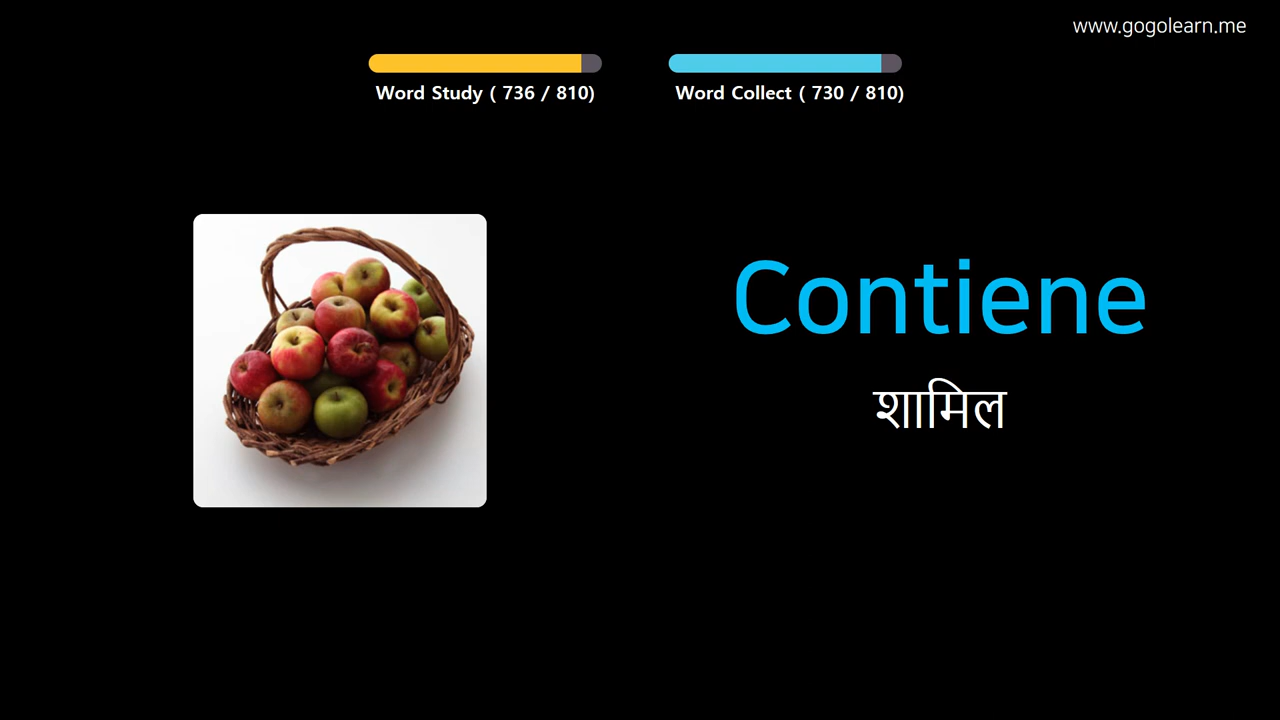 www.gogolearn.me
Word Study ( 736 / 810)
Word Collect ( 730 / 810)
Contiene
शामिल